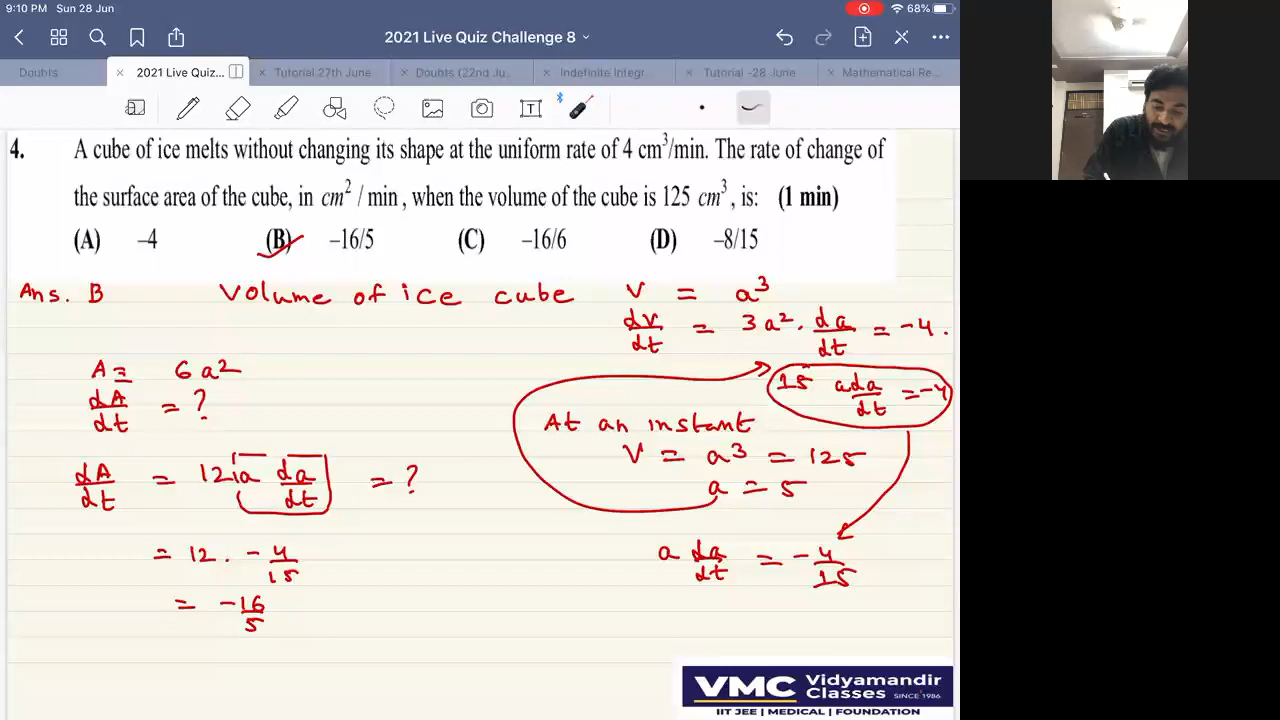 9:10 PM Sun 28 Jun
68%
2021 Live Quiz Challenge 8
Doubts
2021 Live Quiz...
Tutorial 27th June
Doubts (22nd Ju...
Indefinite Integr...
Tutorial -28 June
Mathematical Re...
4. A cube of ice melts without changing its shape at the uniform rate of 4 cm³/min. The rate of change of
the surface area of the cube, in cm² / min, when the volume of the cube is 125 cm³, is: (1 min)
(A) –4 (B) –16/5 (C) –16/6 (D) –8/15
Ans. B Volume of ice cube V = a³
dV/dt = 3a² · da/dt = -4.
A = 6a²
15 a da/dt = -4
dA/dt = ?
At an instant
V = a³ = 125
dA/dt = 12 a da/dt = ?
a = 5
= 12 . -4/15
a da/dt = -4/15
= -16/5
VMC Vidyamandir
Classes SINCE 1986
IIT JEE | MEDICAL | FOUNDATION